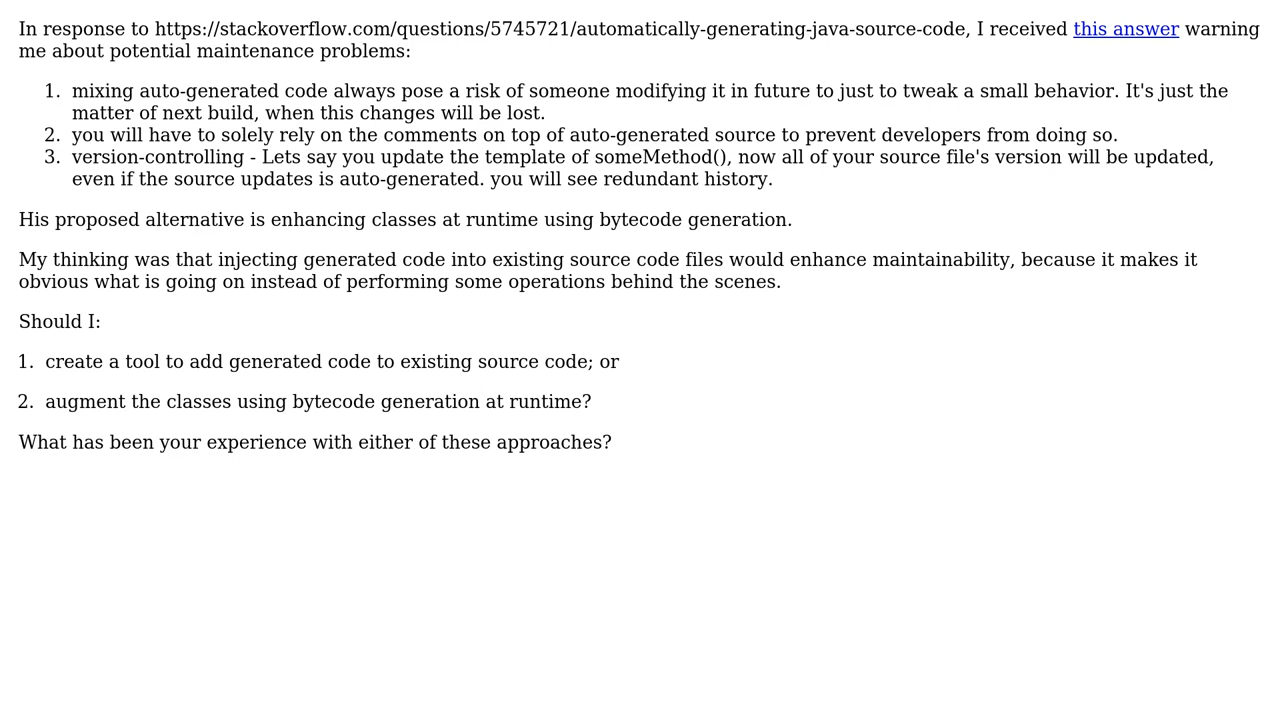 In response to https://stackoverflow.com/questions/5745721/automatically-generating-java-source-code, I received this answer warning
me about potential maintenance problems:
1. mixing auto-generated code always pose a risk of someone modifying it in future to just to tweak a small behavior. It's just the
matter of next build, when this changes will be lost.
2. you will have to solely rely on the comments on top of auto-generated source to prevent developers from doing so.
3. version-controlling - Lets say you update the template of someMethod(), now all of your source file's version will be updated,
even if the source updates is auto-generated. you will see redundant history.
His proposed alternative is enhancing classes at runtime using bytecode generation.
My thinking was that injecting generated code into existing source code files would enhance maintainability, because it makes it
obvious what is going on instead of performing some operations behind the scenes.
Should I:
1. create a tool to add generated code to existing source code; or
2. augment the classes using bytecode generation at runtime?
What has been your experience with either of these approaches?